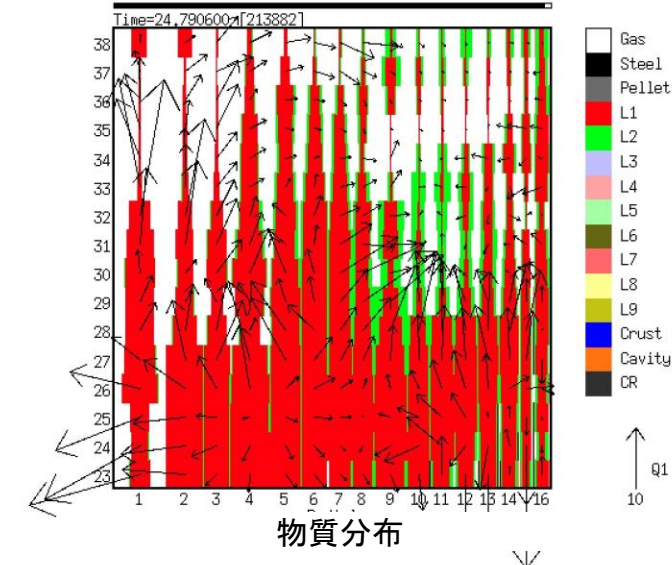 Time=24.790600 [213882]
38
37
36
35
34
33
32
31
30
29
28
27
26
25
24
23
1 2 3 4 5 6 7 8 9 10 11 12 13 14 16
Gas
Steel
Pellet
L1
L2
L3
L4
L5
L6
L7
L8
L9
Crust
Cavity
CR
Q1
10
物質分布